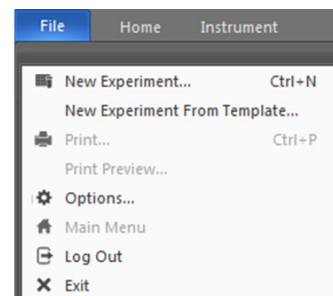 File Home Instrument
New Experiment... Ctrl+N
New Experiment From Template...
Print... Ctrl+P
Print Preview...
Options...
Main Menu
Log Out
Exit